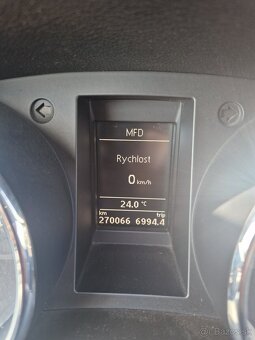 MFD
Rychlost
0 km/h
24.0 °C
km trip
270066 6994.4